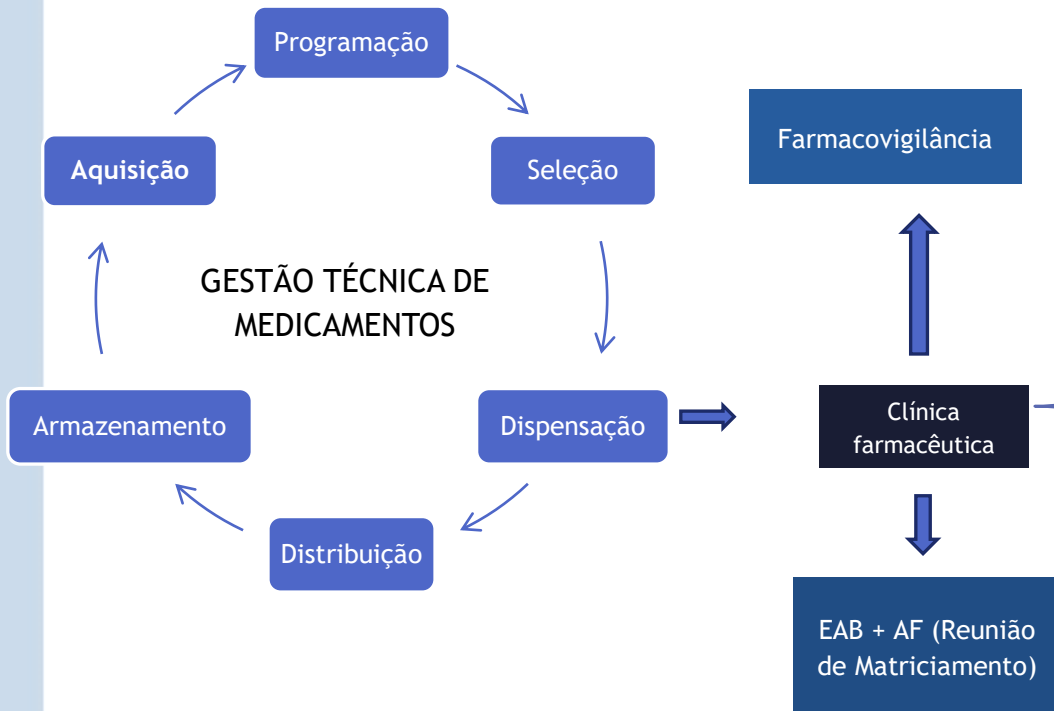 Programação
Farmacovigilância
Aquisição
Seleção
GESTÃO TÉCNICA DE
MEDICAMENTOS
Armazenamento
Dispensação
Clínica
farmacêutica
Distribuição
EAB + AF (Reunião
de Matriciamento)